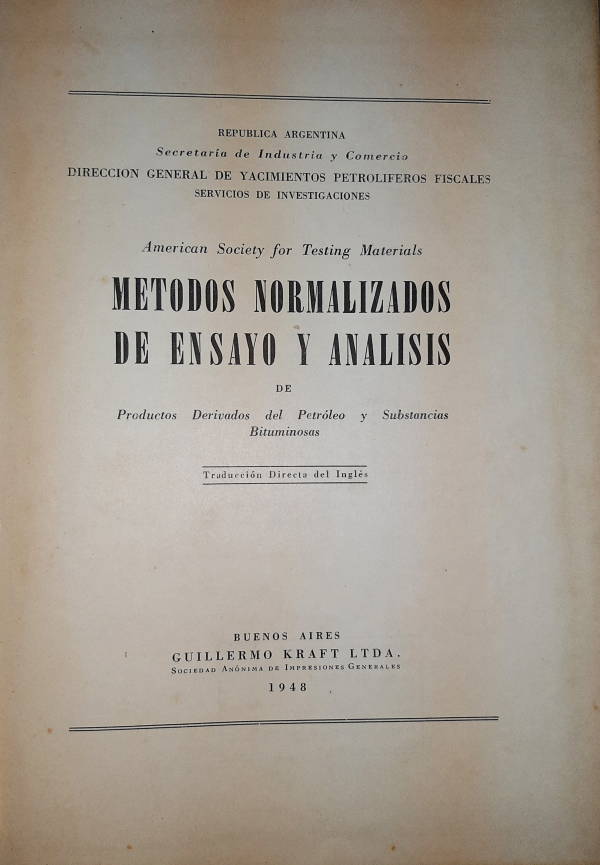 REPUBLICA ARGENTINA
Secretaría de Industria y Comercio
DIRECCION GENERAL DE YACIMIENTOS PETROLIFEROS FISCALES
SERVICIOS DE INVESTIGACIONES
American Society for Testing Materials
METODOS NORMALIZADOS
DE ENSAYO Y ANALISIS
DE
Productos Derivados del Petróleo y Substancias
Bituminosas
Traducción Directa del Inglés
BUENOS AIRES
GUILLERMO KRAFT LTDA.
SOCIEDAD ANÓNIMA DE IMPRESIONES GENERALES
1948